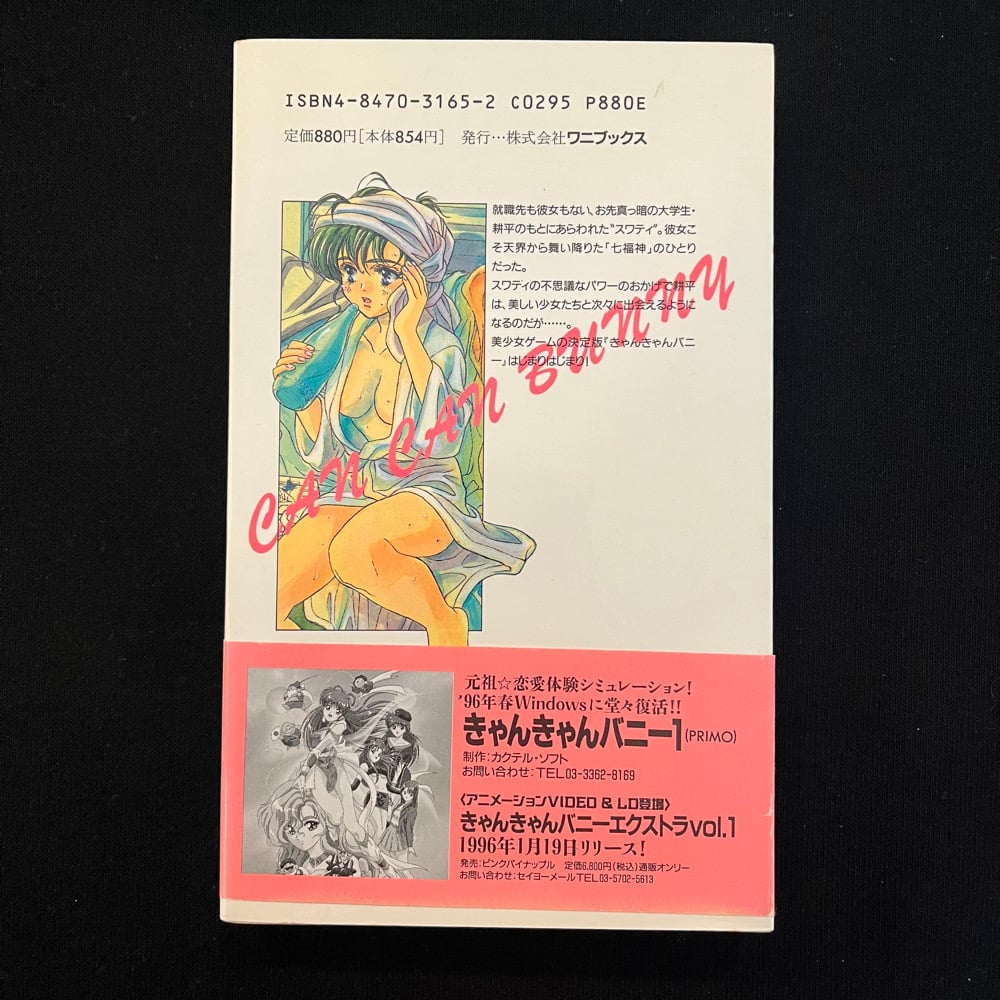 ISBN4-8470-3165-2 C0295 P880E
定価880円[本体854円] 発行…株式会社ワニブックス
就職先も彼女もない、お先真っ暗の大学生・
耕平のもとにあらわれた“スワティ”。彼女こ
そ天界から舞い降りた「七福神」のひとり
だった。
スワティの不思議なパワーのおかげで耕平
は、美しい少女たちと次々に出会えるように
なるのだが……。
美少女ゲームの決定版『きゃんきゃんバニ
ー』はじまりはじまり!
CAN CAN BUNNY
元祖☆恋愛体験シミュレーション!
'96年春Windowsに堂々復活!!
きゃんきゃんバニー1(PRIMO)
制作:カクテル・ソフト
お問い合わせ:TEL03-3362-8169
〈アニメーションVIDEO & LD登場〉
きゃんきゃんバニーエクストラvol.1
1996年1月19日リリース!
発売:ピンクパイナップル 定価6,800円(税込)通販オンリー
お問い合わせ:セイヨーメールTEL03-5702-5613